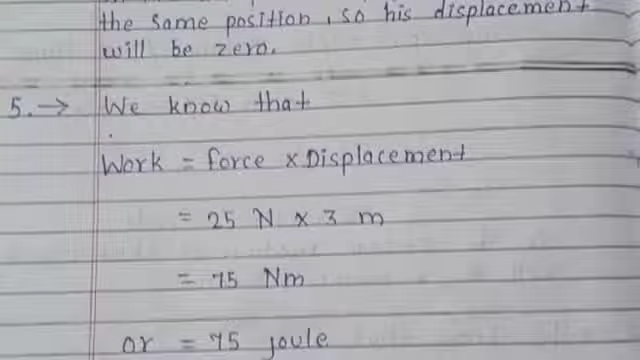 the same position, so his displacement
will be zero.
5. → We know that
Work = force × Displacement
= 25 N × 3 m
= 75 Nm
or = 75 joule